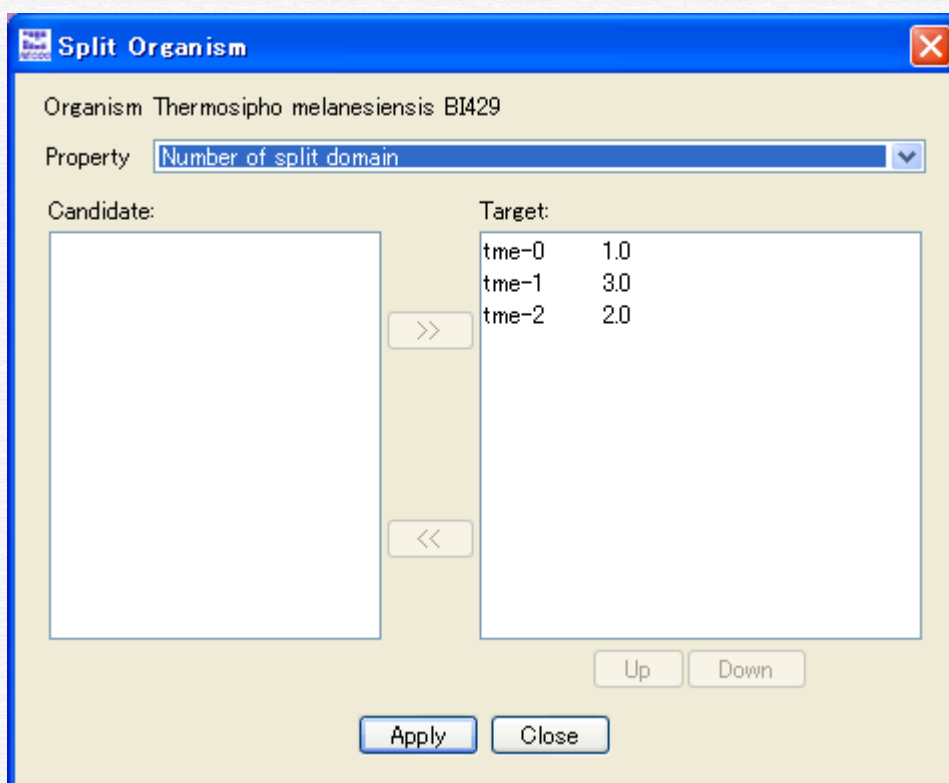 Split Organism
Organism Thermosipho melanesiensis BI429
Property Number of split domain
Candidate: Target:
tme-0 1.0
tme-1 3.0
tme-2 2.0
>>
<<
Up Down
Apply Close